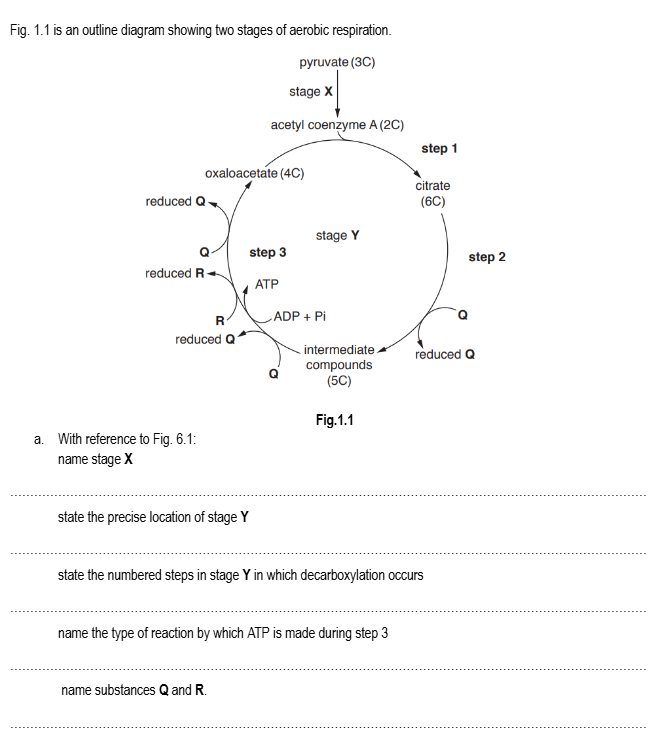 Fig. 1.1 is an outline diagram showing two stages of aerobic respiration.
pyruvate (3C)
stage X
acetyl coenzyme A (2C)
step 1
oxaloacetate (4C)
citrate
(6C)
reduced Q
stage Y
Q
step 3
step 2
reduced R
ATP
R
ADP + Pi
Q
reduced Q
intermediate
compounds
(5C)
reduced Q
Q
Fig.1.1
a. With reference to Fig. 6.1:
name stage X
state the precise location of stage Y
state the numbered steps in stage Y in which decarboxylation occurs
name the type of reaction by which ATP is made during step 3
name substances Q and R.